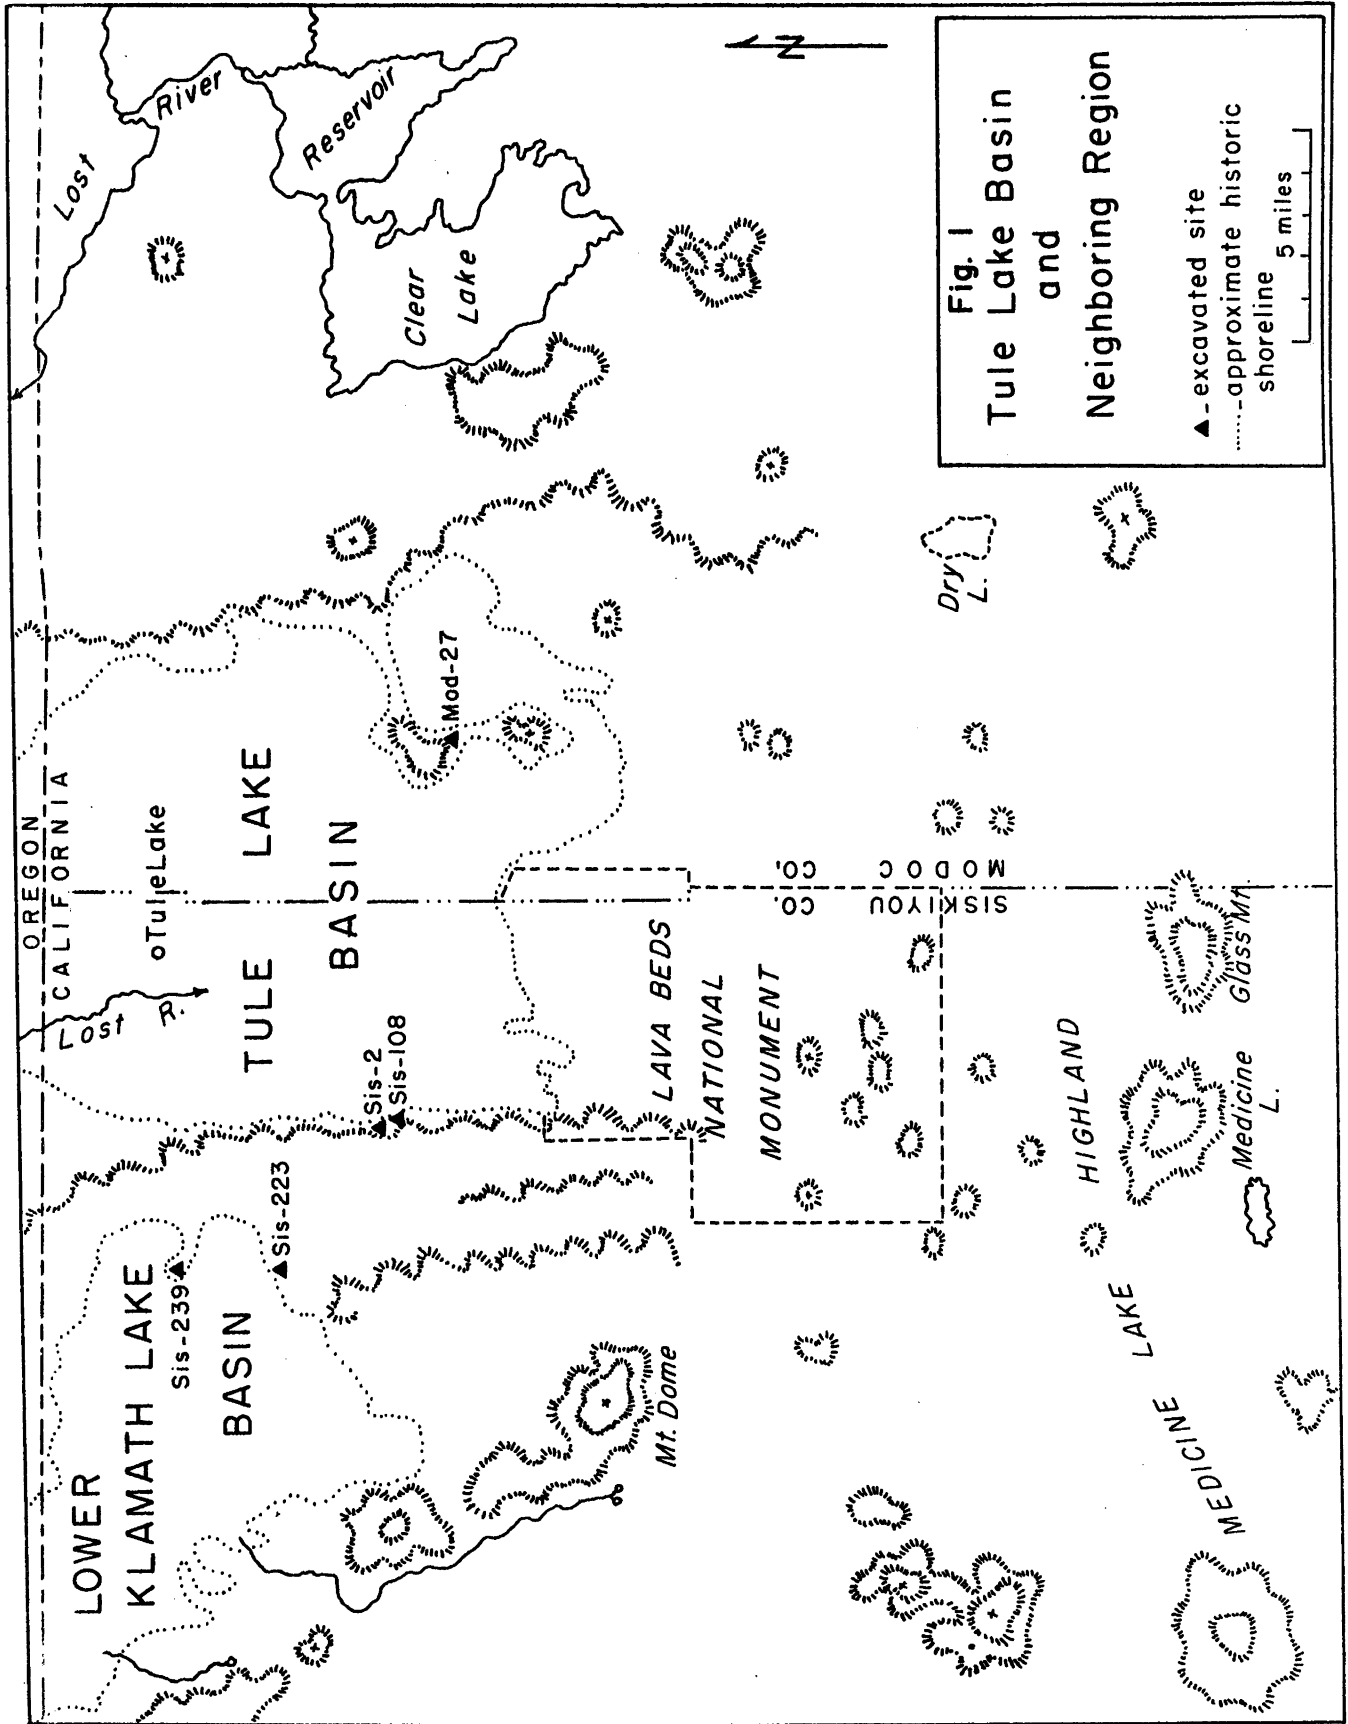 OREGON
CALIFORNIA
LOWER
KLAMATH LAKE
BASIN
Sis-239
Sis-223
Lost
R.
oTuleLake
TULE LAKE
BASIN
Sis-2
Sis-108
Mod-27
Lost
River
Reservoir
Clear
Lake
Mt. Dome
LAVA BEDS
NATIONAL
MONUMENT
SISKIYOU CO.
MODOC CO.
Dry
L.
MEDICINE LAKE HIGHLAND
Medicine
L.
Glass Mt.
N
Fig. 1
Tule Lake Basin
and
Neighboring Region
▲-excavated site
......-approximate historic
shoreline
5 miles